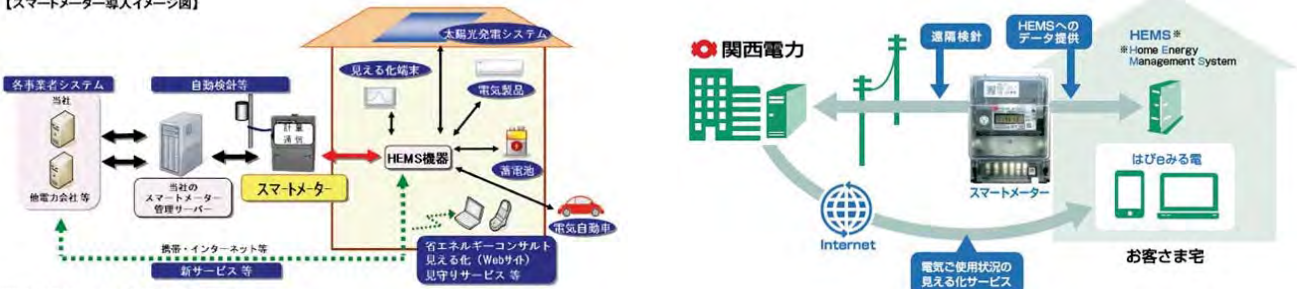 【スマートメーター導入イメージ図】
太陽光発電システム
見える化端末
各事業者システム
自動検針等
電気製品
当社
計量
通信
HEMS機器
蓄電池
他電力会社 等
当社の
スマートメーター
管理サーバー
スマートメーター
電気自動車
携帯・インターネット等
新サービス 等
省エネルギーコンサルト
見える化（Webサイト）
見守りサービス 等
関西電力
遠隔検針
HEMSへの
データ提供
HEMS※
※Home Energy
Management System
スマートメーター
はぴeみる電
Internet
お客さま宅
電気ご使用状況の
見える化サービス